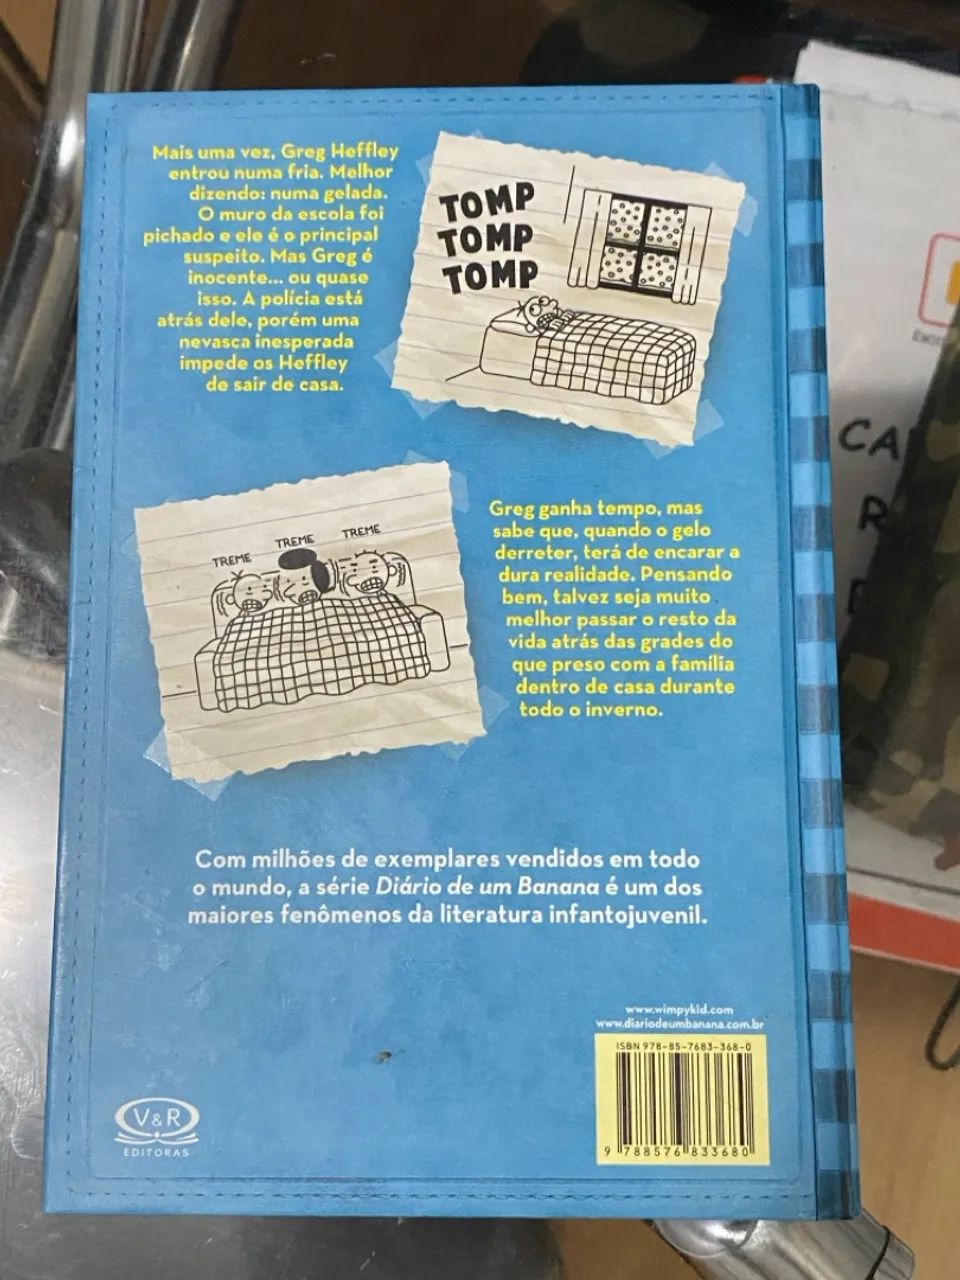 Mais uma vez, Greg Heffley
entrou numa fria. Melhor
dizendo: numa gelada.
O muro da escola foi
pichado e ele é o principal
suspeito. Mas Greg é
inocente... ou quase
isso. A polícia está
atrás dele, porém uma
nevasca inesperada
impede os Heffley
de sair de casa.
TOMP
TOMP
TOMP
TREME TREME TREME
Greg ganha tempo, mas
sabe que, quando o gelo
derreter, terá de encarar a
dura realidade. Pensando
bem, talvez seja muito
melhor passar o resto da
vida atrás das grades do
que preso com a família
dentro de casa durante
todo o inverno.
Com milhões de exemplares vendidos em todo
o mundo, a série Diário de um Banana é um dos
maiores fenômenos da literatura infantojuvenil.
www.wimpykid.com
www.diariodeumbanana.com.br
ISBN 978-85-7683-368-0
9 788576 833680
V&R
EDITORAS
CA
R